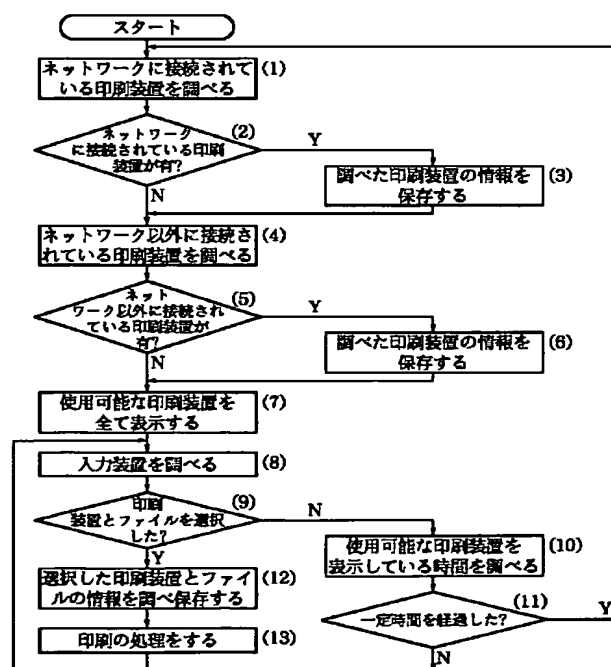 スタート
ネットワークに接続されて
いる印刷装置を調べる
(1)
(2)
ネットワーク
に接続されている印刷
装置が有?
Y
N
調べた印刷装置の情報を
保存する
(3)
ネットワーク以外に接続さ
れている印刷装置を調べる
(4)
(5)
ネット
ワーク以外に接続され
ている印刷装置が
有?
Y
N
調べた印刷装置の情報を
保存する
(6)
使用可能な印刷装置を
全て表示する
(7)
入力装置を調べる
(8)
(9)
印刷
装置とファイルを選択
した?
N
Y
使用可能な印刷装置を
表示している時間を調べる
(10)
(11)
一定時間を経過した?
Y
N
選択した印刷装置とファイ
ルの情報を調べ保存する
(12)
印刷の処理をする
(13)